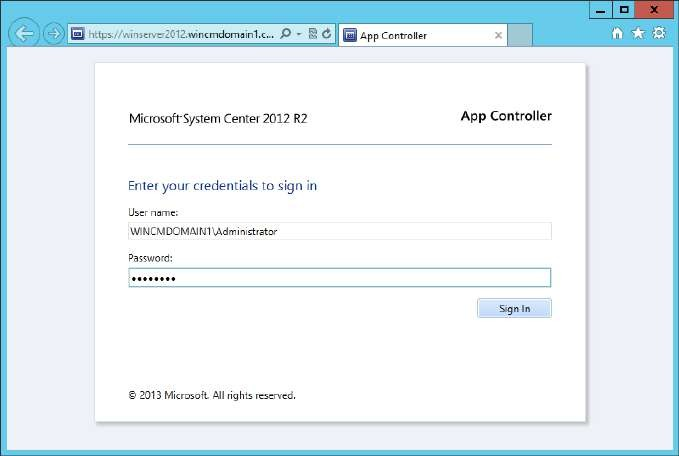 https://winserver2012.wincmdomain1.c...
App Controller
Microsoft System Center 2012 R2
App Controller
Enter your credentials to sign in
User name:
WINCMDOMAIN1\Administrator
Password:
••••••••
Sign In
© 2013 Microsoft. All rights reserved.